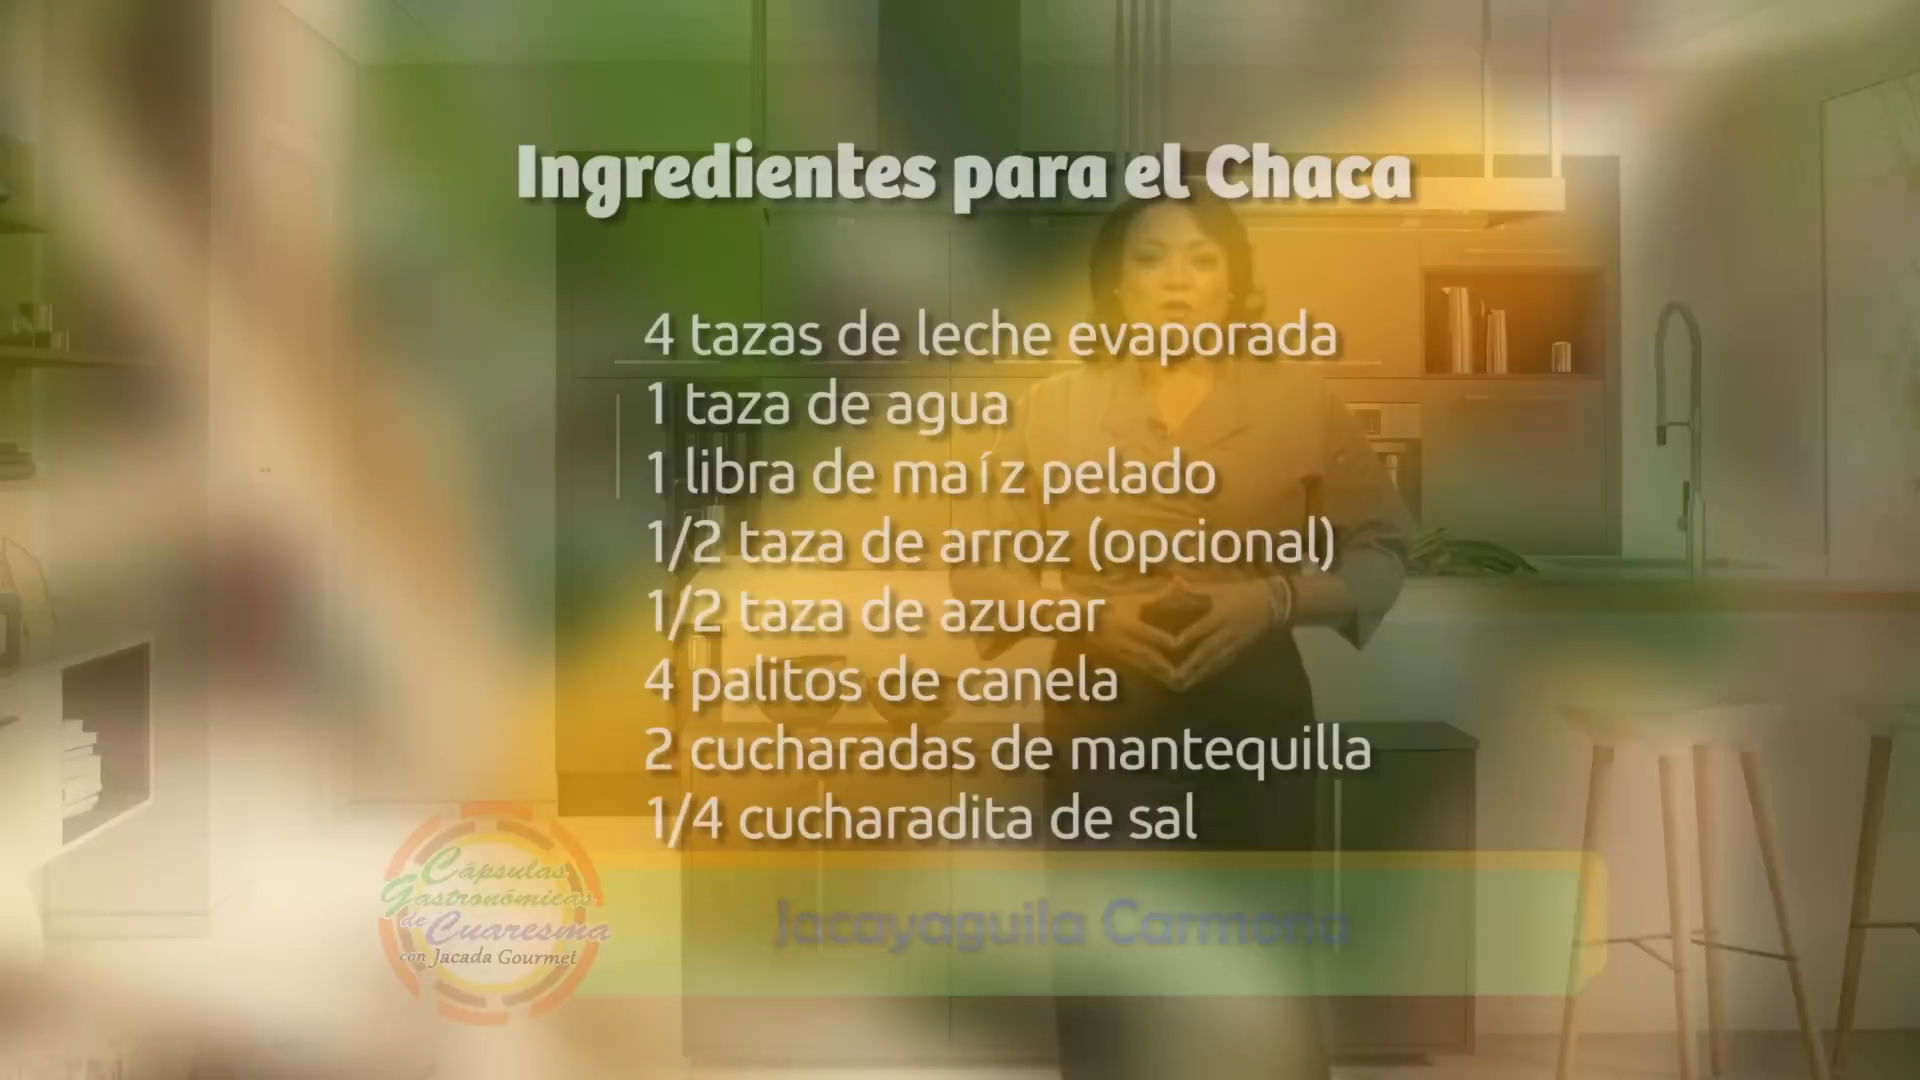 Ingredientes para el Chaca
4 tazas de leche evaporada
1 taza de agua
1 libra de maíz pelado
1/2 taza de arroz (opcional)
1/2 taza de azucar
4 palitos de canela
2 cucharadas de mantequilla
1/4 cucharadita de sal
Cápsulas
Gastronómicas
de
Cuaresma
con Jacada Gourmet
Jacayaguila Carmona